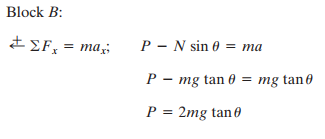 Block B:
⁺← ΣFₓ = maₓ; P − N sin θ = ma
P − mg tan θ = mg tan θ
P = 2mg tan θ